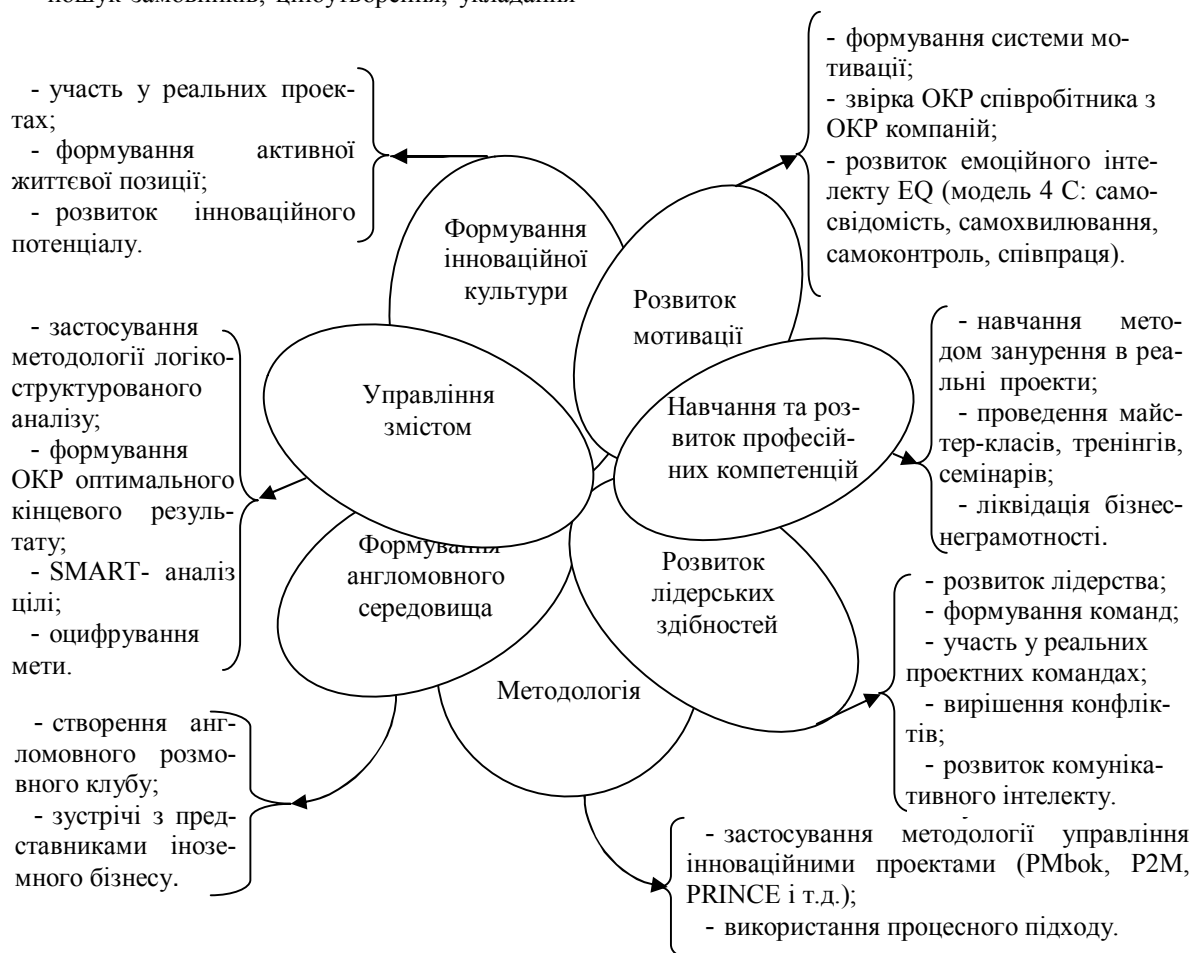 пошук замовників, ціноутворення, укладання
- участь у реальних проек-
тах;
- формування активної
життєвої позиції;
- розвиток інноваційного
потенціалу.
- формування системи мо-
тивації;
- звірка ОКР співробітника з
ОКР компаній;
- розвиток емоційного інте-
лекту EQ (модель 4 С: само-
свідомість, самохвилювання,
самоконтроль, співпраця).
Формування
інноваційної
культури
Розвиток
мотивації
- застосування
методології логіко-
структурованого
аналізу;
- формування
ОКР оптимального
кінцевого резуль-
тату;
- SMART- аналіз
цілі;
- оцифрування
мети.
Управління
змістом
Навчання та роз-
виток професій-
них компетенцій
- навчання мето-
дом занурення в реа-
льні проекти;
- проведення майс-
тер-класів, тренінгів,
семінарів;
- ліквідація бізнес-
неграмотності.
Формування
англомовного
середовища
Розвиток
лідерських
здібностей
- розвиток лідерства;
- формування команд;
- участь у реальних
проектних командах;
- вирішення конфлік-
тів;
- розвиток комуніка-
тивного інтелекту.
Методологія
- створення анг-
ломовного розмо-
вного клубу;
- зустрічі з пред-
ставниками інозе-
много бізнесу.
- застосування методології управління
інноваційними проектами (PMbok, P2M,
PRINCE і т.д.);
- використання процесного підходу.